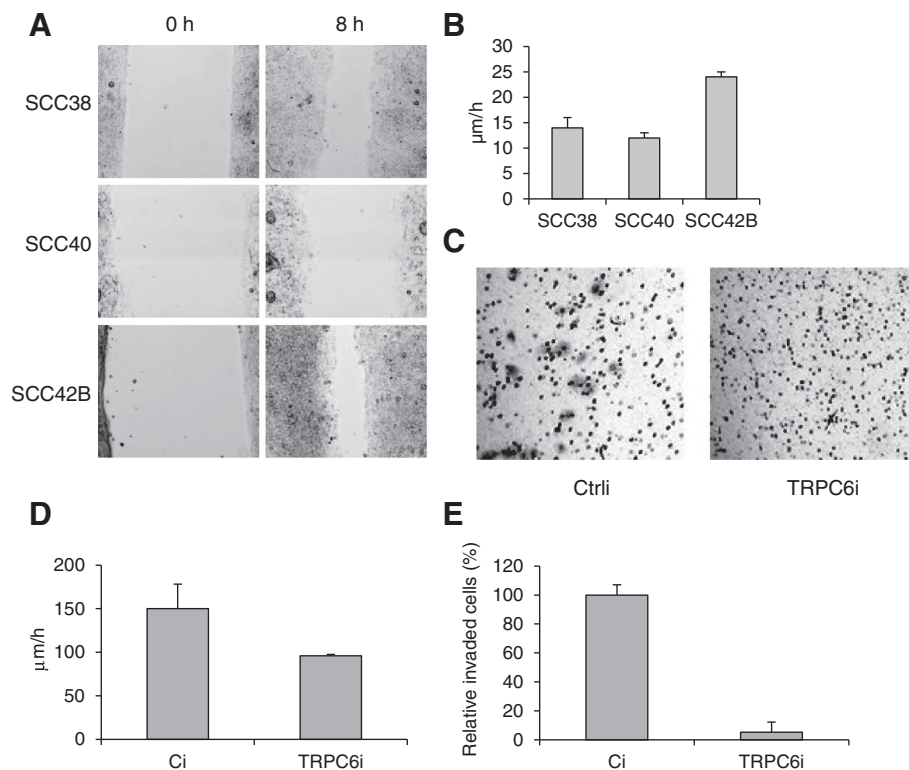 A
0 h
8 h
SCC38
SCC40
SCC42B
B
30
25
20
15
10
5
0
µm/h
SCC38
SCC40
SCC42B
C
Ctrli
TRPC6i
D
200
150
100
50
0
µm/h
Ci
TRPC6i
E
Relative invaded cells (%)
120
100
80
60
40
20
0
Ci
TRPC6i